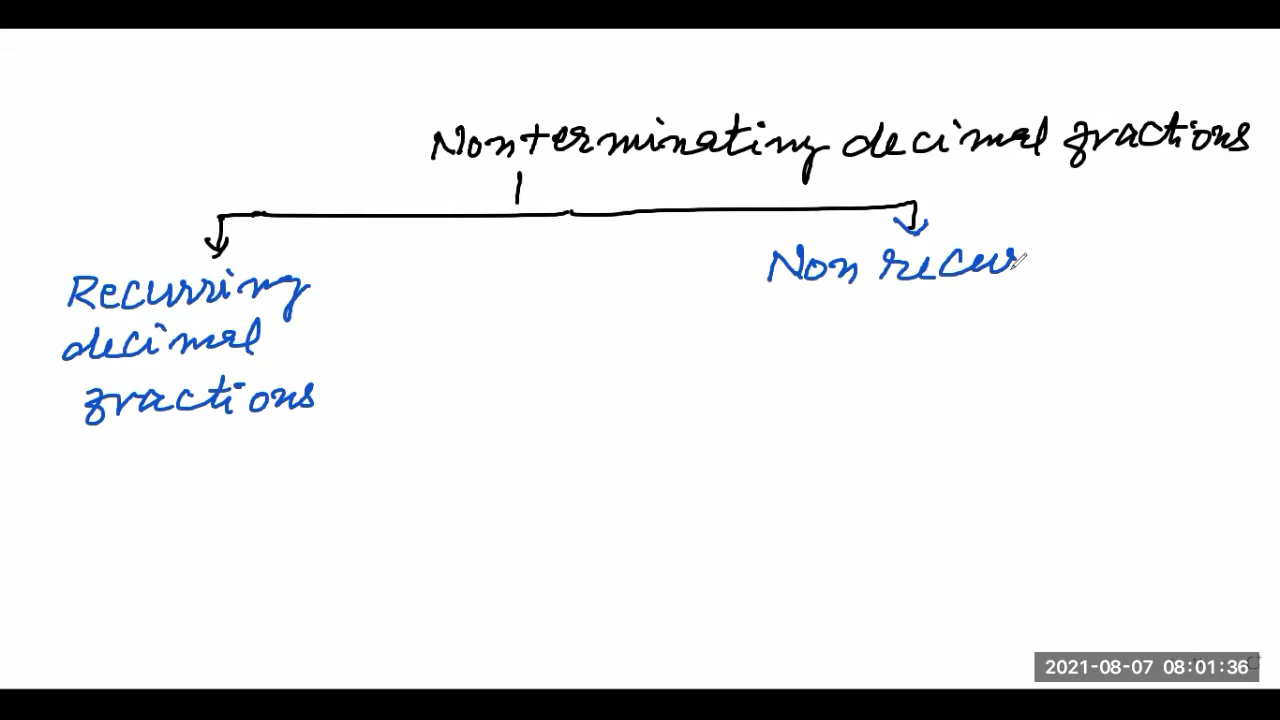 Nonterminating decimal fractions
Recurring
decimal
fractions
Non recur
2021-08-07 08:01:36